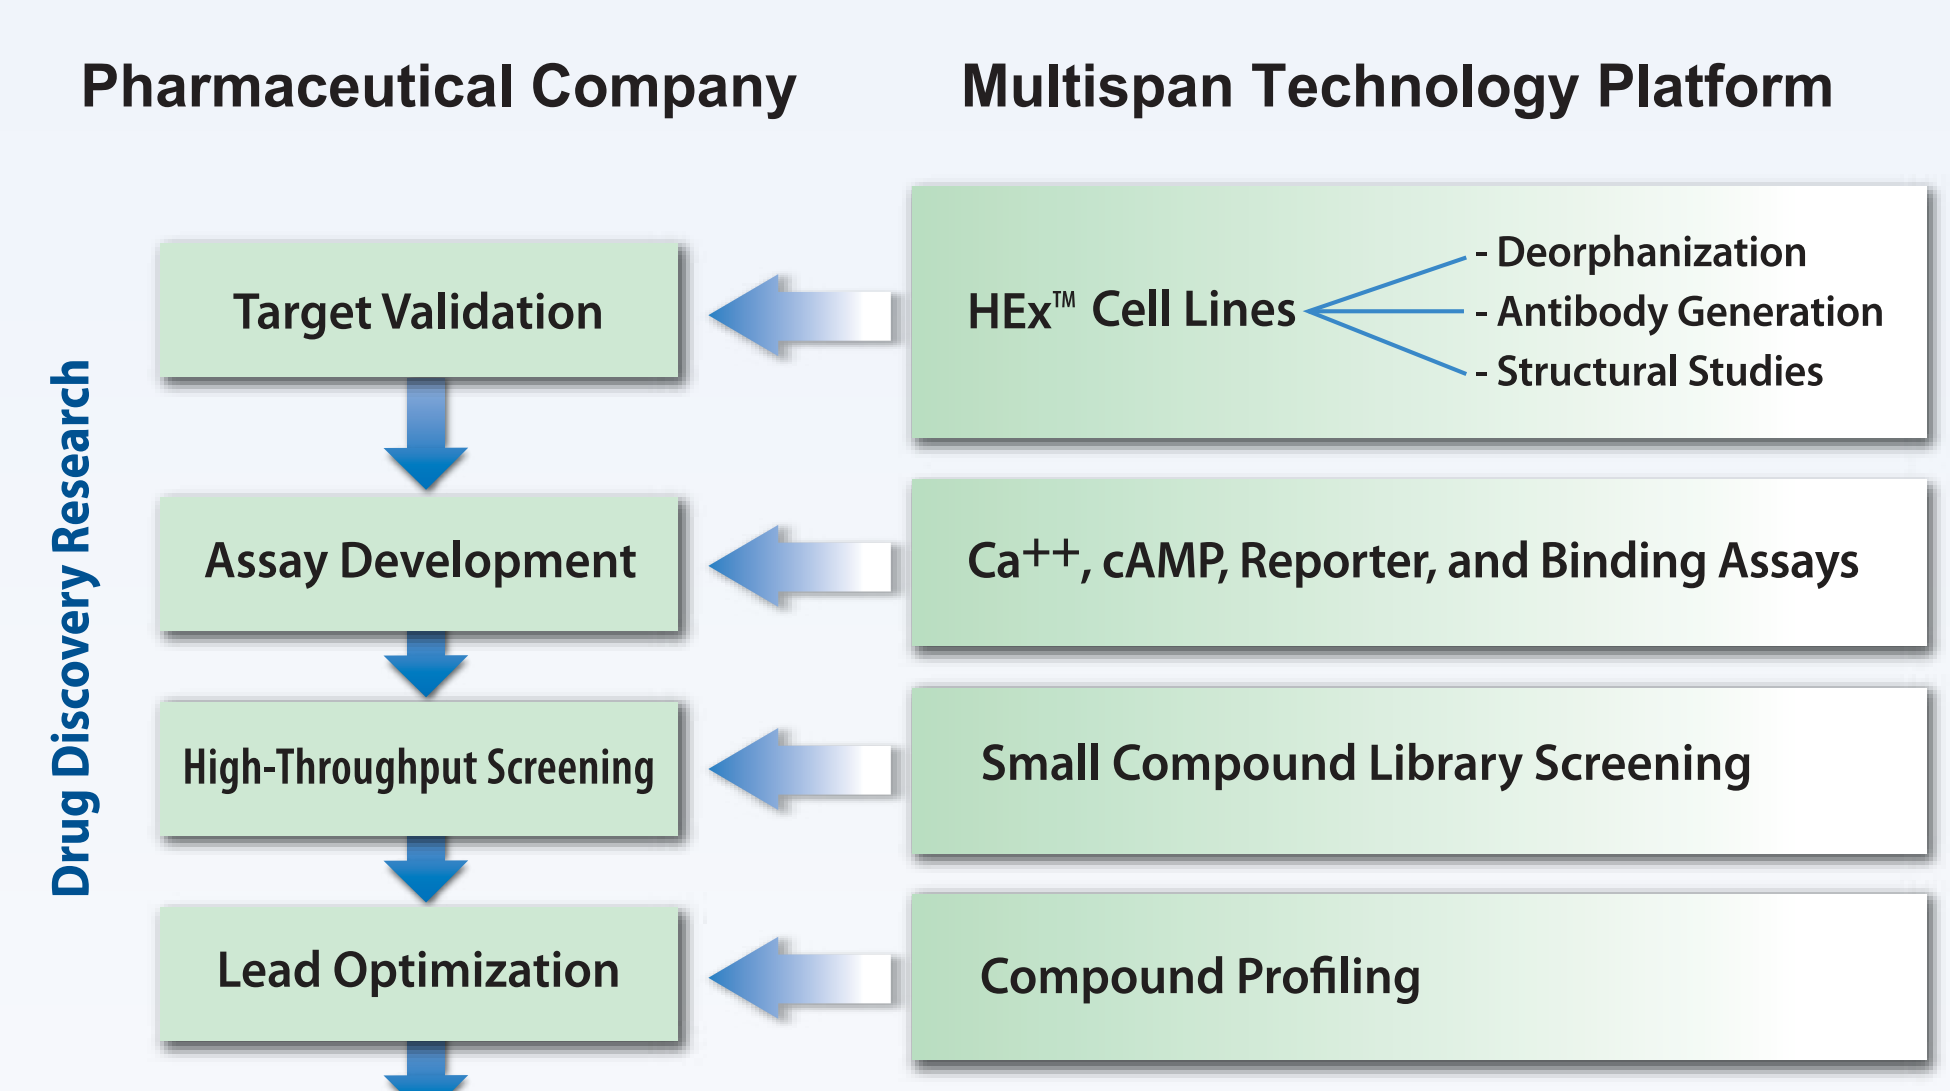 Pharmaceutical Company
Multispan Technology Platform
Drug Discovery Research
Target Validation
HEx™ Cell Lines
- Deorphanization
- Antibody Generation
- Structural Studies
Assay Development
Ca++, cAMP, Reporter, and Binding Assays
High-Throughput Screening
Small Compound Library Screening
Lead Optimization
Compound Profiling